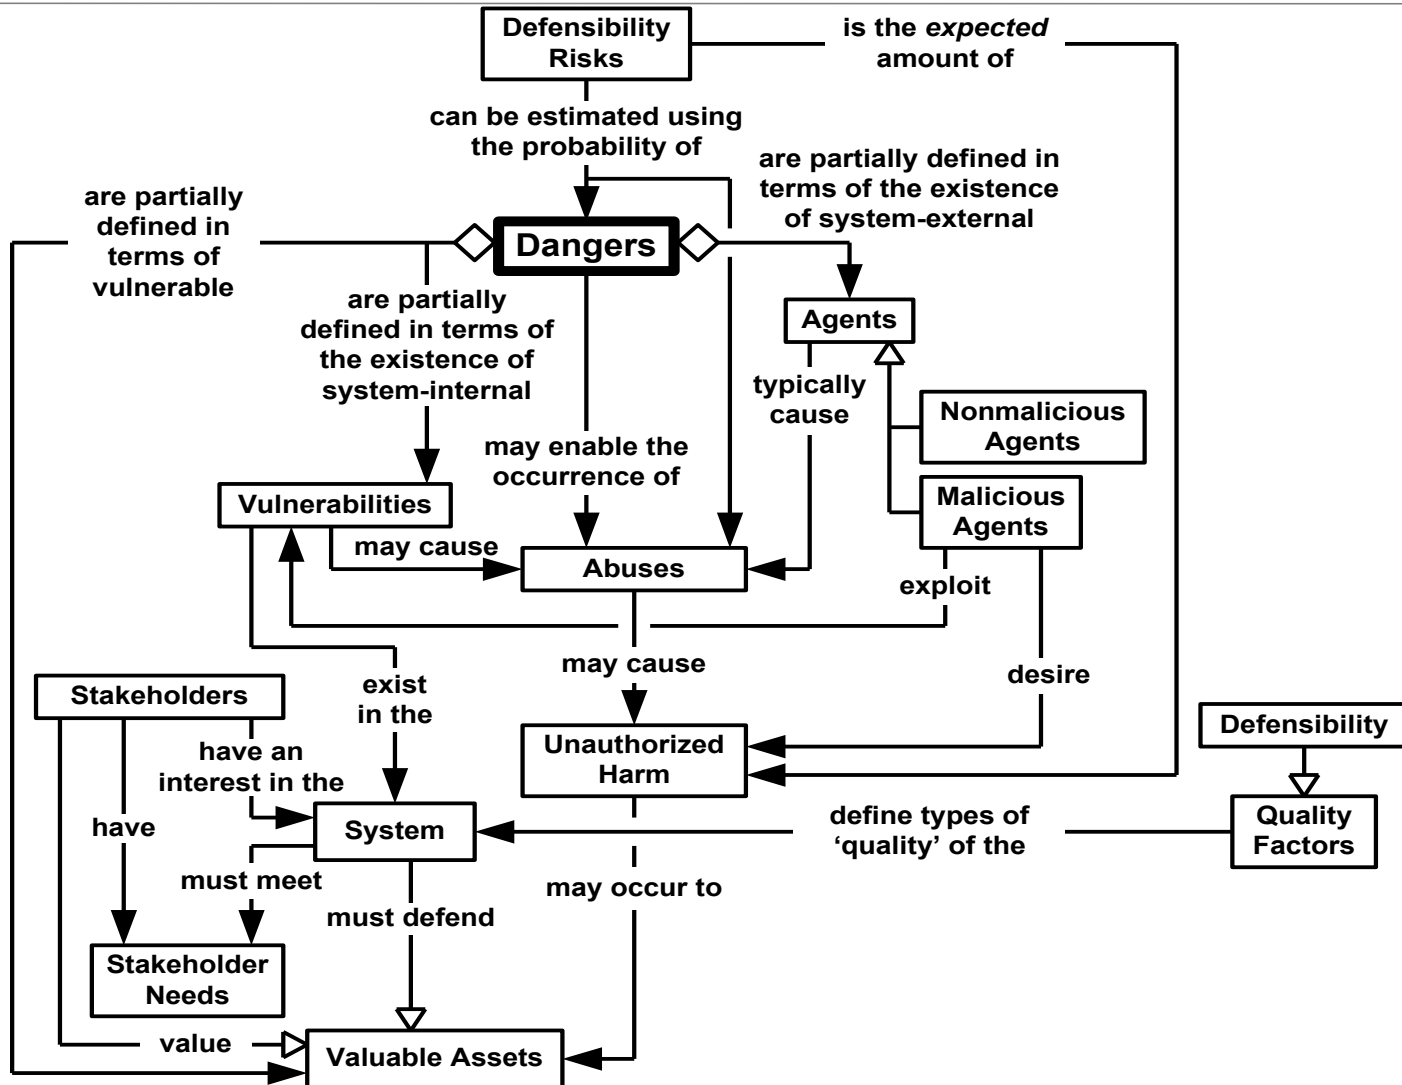 Defensibility
Risks
is the expected
amount of
can be estimated using
the probability of
are partially defined in
terms of the existence
of system-external
are partially
defined in
terms of
vulnerable
Dangers
are partially
defined in terms of
the existence of
system-internal
Agents
typically
cause
Nonmalicious
Agents
may enable the
occurrence of
Vulnerabilities
Malicious
Agents
may cause
Abuses
exploit
may cause
desire
Stakeholders
exist
in the
Defensibility
have an
interest in the
Unauthorized
Harm
have
System
define types of
‘quality’ of the
Quality
Factors
must meet
may occur to
must defend
Stakeholder
Needs
value
Valuable Assets